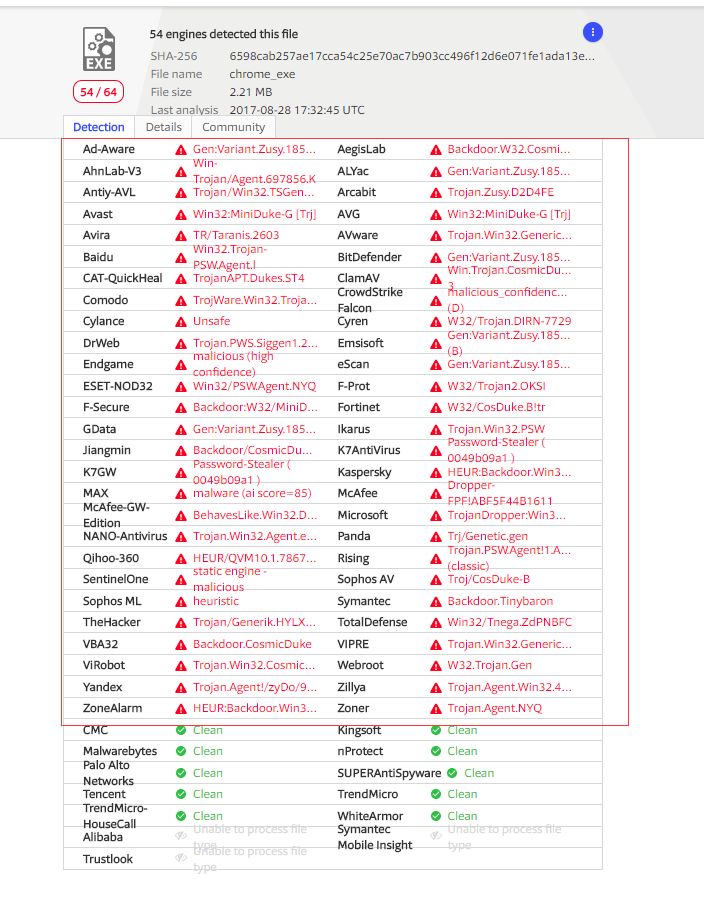 54 engines detected this file
SHA-256 6598cab257ae17cca54c25e70ac7b903cc496f12d6e071fe1ada13e...
EXE
File name chrome_exe
54 / 64
File size 2.21 MB
Last analysis 2017-08-28 17:32:45 UTC
Detection Details Community
Ad-Aware Gen:Variant.Zusy.185... AegisLab Backdoor.W32.Cosmi...
AhnLab-V3 Win-Trojan/Agent.697856.K ALYac Gen:Variant.Zusy.185...
Antiy-AVL Trojan/Win32.TSGen... Arcabit Trojan.Zusy.D2D4FE
Avast Win32:MiniDuke-G [Trj] AVG Win32:MiniDuke-G [Trj]
Avira TR/Taranis.2603 AVware Trojan.Win32.Generic...
Baidu Win32.Trojan-PSW.Agent.l BitDefender Gen:Variant.Zusy.185...
CAT-QuickHeal TrojanAPT.Dukes.ST4 ClamAV Win.Trojan.CosmicDu...3
Comodo TrojWare.Win32.Troja... CrowdStrike Falcon malicious_confidenc... (D)
Cylance Unsafe Cyren W32/Trojan.DIRN-7729
DrWeb Trojan.PWS.Siggen1.2... Emsisoft Gen:Variant.Zusy.185... (B)
Endgame malicious (high confidence) eScan Gen:Variant.Zusy.185...
ESET-NOD32 Win32/PSW.Agent.NYQ F-Prot W32/Trojan2.OKSI
F-Secure Backdoor:W32/MiniD... Fortinet W32/CosDuke.B!tr
GData Gen:Variant.Zusy.185... Ikarus Trojan.Win32.PSW
Jiangmin Backdoor/CosmicDu... K7AntiVirus Password-Stealer ( 0049b09a1 )
K7GW Password-Stealer ( 0049b09a1 ) Kaspersky HEUR:Backdoor.Win3...
MAX malware (ai score=85) McAfee Dropper-FPF!ABF5F44B1611
McAfee-GW-Edition BehavesLike.Win32.D... Microsoft TrojanDropper:Win3...
NANO-Antivirus Trojan.Win32.Agent.e... Panda Trj/Genetic.gen
Qihoo-360 HEUR/QVM10.1.7867... Rising Trojan.PSW.Agent!1.A... (classic)
SentinelOne static engine - malicious Sophos AV Troj/CosDuke-B
Sophos ML heuristic Symantec Backdoor.Tinybaron
TheHacker Trojan/Generik.HYLX... TotalDefense Win32/Tnega.ZdPNBFC
VBA32 Backdoor.CosmicDuke VIPRE Trojan.Win32.Generic...
ViRobot Trojan.Win32.Cosmic... Webroot W32.Trojan.Gen
Yandex Trojan.Agent!/zyDo/9... Zillya Trojan.Agent.Win32.4...
ZoneAlarm HEUR:Backdoor.Win3... Zoner Trojan.Agent.NYQ
CMC Clean Kingsoft Clean
Malwarebytes Clean nProtect Clean
Palo Alto Networks Clean SUPERAntiSpyware Clean
Tencent Clean TrendMicro Clean
TrendMicro-HouseCall Clean WhiteArmor Clean
Alibaba Unable to process file type Symantec Mobile Insight Unable to process file type
Trustlook Unable to process file type